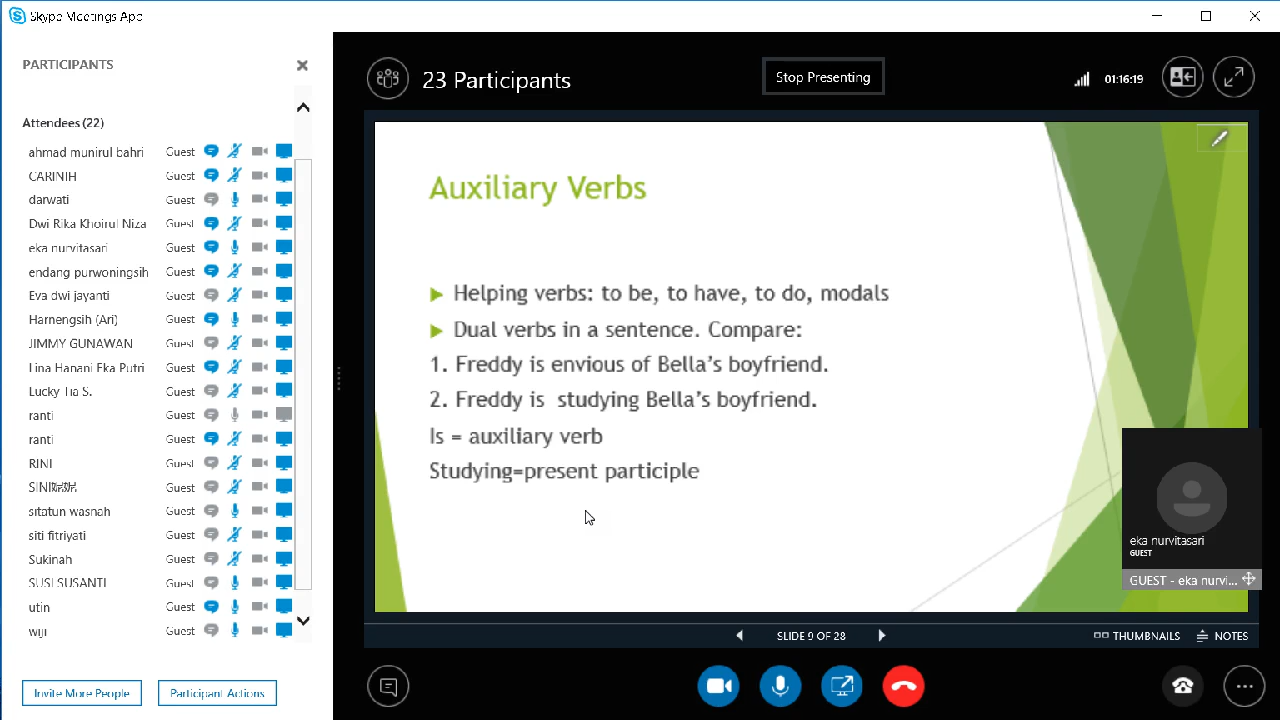 Skype Meetings App
PARTICIPANTS
Attendees (22)
ahmad munirul bahri Guest
CARINIH Guest
darwati Guest
Dwi Rika Khoirul Niza Guest
eka nurvitasari Guest
endang purwoningsih Guest
Eva dwi jayanti Guest
Harnengsih (Ari) Guest
JIMMY GUNAWAN Guest
Lina Hanani Eka Putri Guest
Lucky Tia S. Guest
ranti Guest
ranti Guest
RINI Guest
SINI妮妮 Guest
sitatun wasnah Guest
siti fitriyati Guest
Sukinah Guest
SUSI SUSANTI Guest
utin Guest
wiji Guest
Invite More People
Participant Actions
23 Participants
Stop Presenting
01:16:19
Auxiliary Verbs
Helping verbs: to be, to have, to do, modals
Dual verbs in a sentence. Compare:
1. Freddy is envious of Bella's boyfriend.
2. Freddy is studying Bella's boyfriend.
Is = auxiliary verb
Studying=present participle
eka nurvitasari
GUEST
GUEST - eka nurvi...
SLIDE 9 OF 28
THUMBNAILS
NOTES